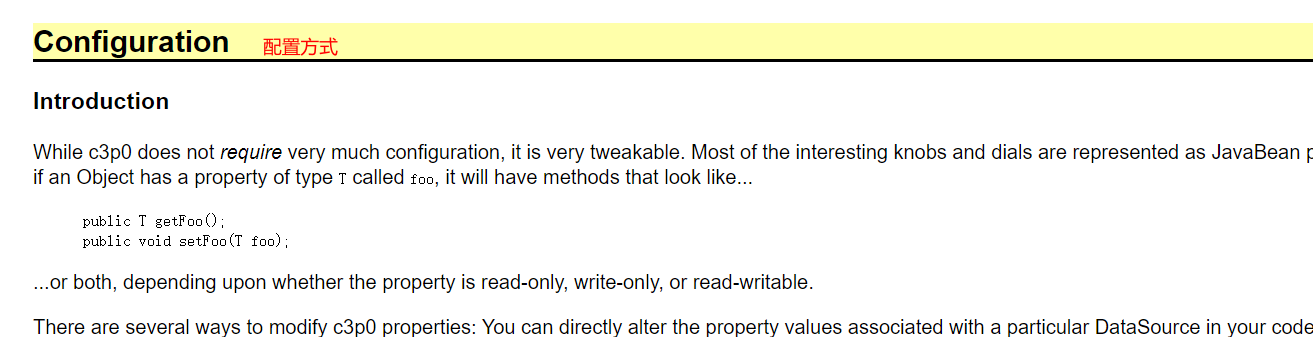 Configuration 配置方式
Introduction
While c3p0 does not require very much configuration, it is very tweakable. Most of the interesting knobs and dials are represented as JavaBean
if an Object has a property of type T called foo, it will have methods that look like...
public T getFoo();
public void setFoo(T foo);
...or both, depending upon whether the property is read-only, write-only, or read-writable.
There are several ways to modify c3p0 properties: You can directly alter the property values associated with a particular DataSource in your code